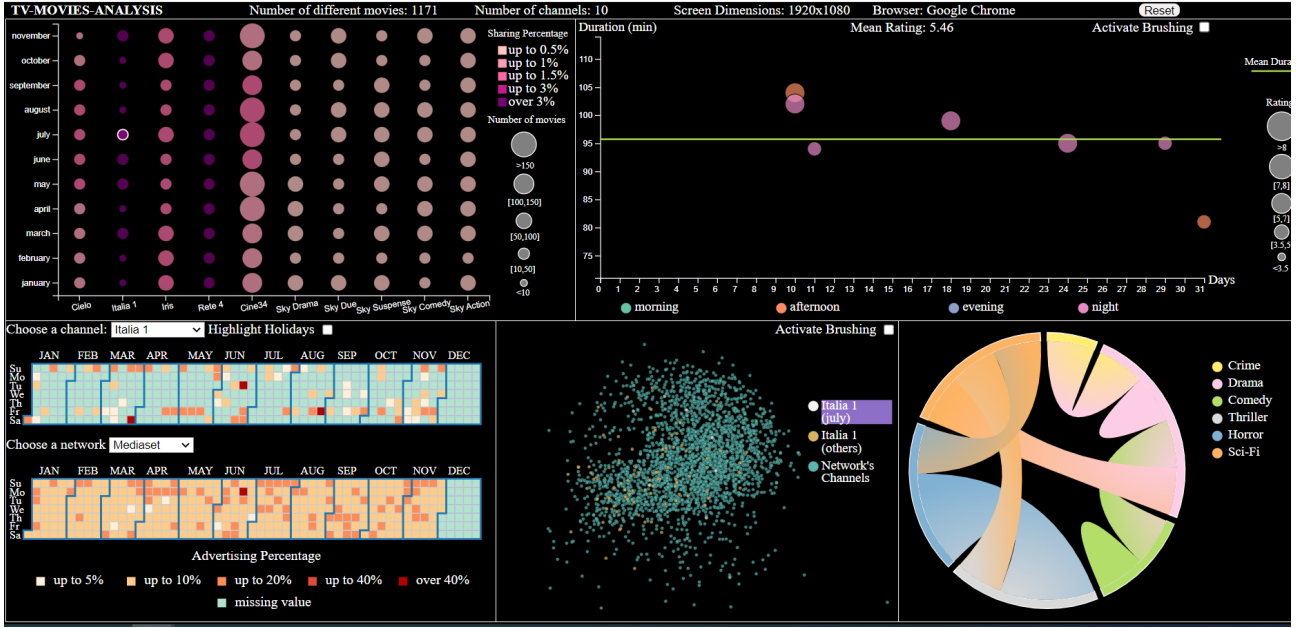 TV-MOVIES-ANALYSIS Number of different movies: 1171 Number of channels: 10 Screen Dimensions: 1920x1080 Browser: Google Chrome Reset
november
october
september
august
july
june
may
april
march
february
january
Cielo Italia 1 Iris Rete 4 Cine34 Sky Drama Sky Due Sky Suspense Sky Comedy Sky Action
Sharing Percentage
up to 0.5%
up to 1%
up to 1.5%
up to 3%
over 3%
Number of movies
>150
[100,150]
[50,100]
[10,50]
<10
Duration (min) Mean Rating: 5.46 Activate Brushing
110
105
100
95
90
85
80
75
0 1 2 3 4 5 6 7 8 9 10 11 12 13 14 15 16 17 18 19 20 21 22 23 24 25 26 27 28 29 30 31 Days
morning afternoon evening night
Mean Dura
Rating
>8
[7,8]
[5,7]
[3.5,5
<3.5
Choose a channel: Italia 1 Highlight Holidays
JAN FEB MAR APR MAY JUN JUL AUG SEP OCT NOV DEC
Su
Mo
Tu
We
Th
Fr
Sa
Choose a network Mediaset
JAN FEB MAR APR MAY JUN JUL AUG SEP OCT NOV DEC
Su
Mo
Tu
We
Th
Fr
Sa
Advertising Percentage
up to 5% up to 10% up to 20% up to 40% over 40%
missing value
Activate Brushing
Italia 1
(july)
Italia 1
(others)
Network's
Channels
Crime
Drama
Comedy
Thriller
Horror
Sci-Fi